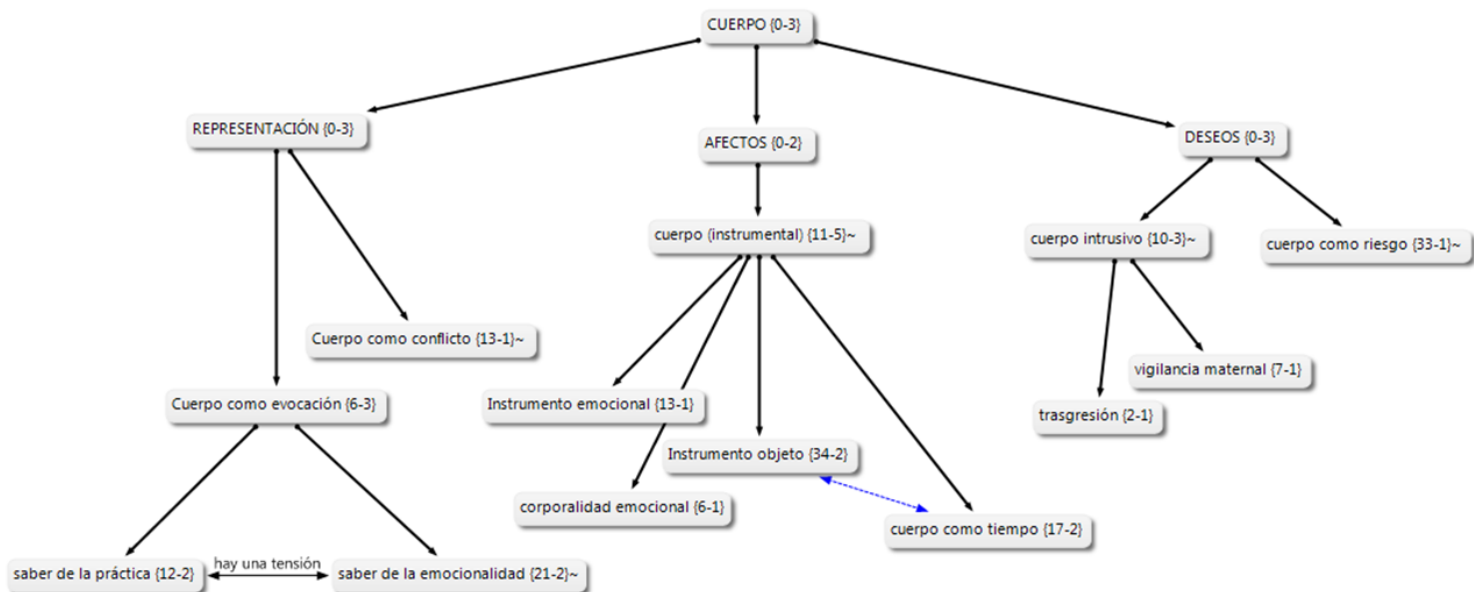 CUERPO {0-3}
REPRESENTACIÓN {0-3}
AFECTOS {0-2}
DESEOS {0-3}
cuerpo (instrumental) {11-5}~
cuerpo intrusivo {10-3}~
cuerpo como riesgo {33-1}~
Cuerpo como conflicto {13-1}~
vigilancia maternal {7-1}
Cuerpo como evocación {6-3}
Instrumento emocional {13-1}
trasgresión {2-1}
Instrumento objeto {34-2}
corporalidad emocional {6-1}
cuerpo como tiempo {17-2}
saber de la práctica {12-2}
hay una tensión
saber de la emocionalidad {21-2}~